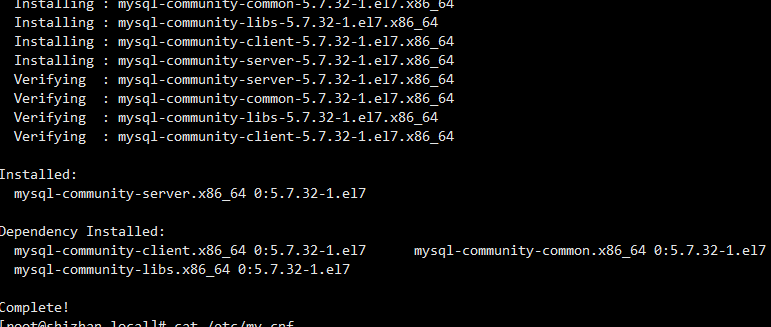 Installing : mysql-community-common-5.7.32-1.el7.x86_64
Installing : mysql-community-libs-5.7.32-1.el7.x86_64
Installing : mysql-community-client-5.7.32-1.el7.x86_64
Installing : mysql-community-server-5.7.32-1.el7.x86_64
Verifying  : mysql-community-server-5.7.32-1.el7.x86_64
Verifying  : mysql-community-common-5.7.32-1.el7.x86_64
Verifying  : mysql-community-libs-5.7.32-1.el7.x86_64
Verifying  : mysql-community-client-5.7.32-1.el7.x86_64
Installed:
mysql-community-server.x86_64 0:5.7.32-1.el7
Dependency Installed:
mysql-community-client.x86_64 0:5.7.32-1.el7      mysql-community-common.x86_64 0:5.7.32-1.el7
mysql-community-libs.x86_64 0:5.7.32-1.el7
Complete!
[root@shizhan local]# cat /etc/my.cnf